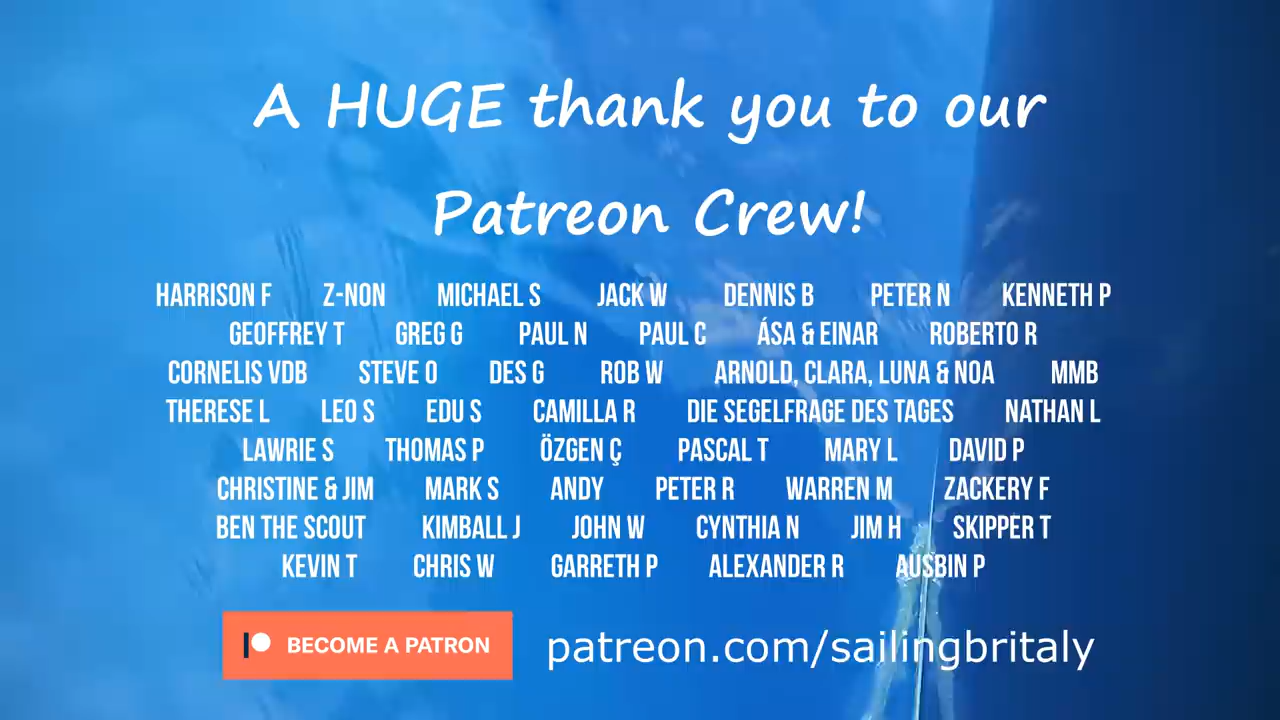 A HUGE thank you to our
Patreon Crew!
HARRISON F Z-NON MICHAEL S JACK W DENNIS B PETER N KENNETH P
GEOFFREY T GREG G PAUL N PAUL C ÁSA & EINAR ROBERTO R
CORNELIS VDB STEVE O DES G ROB W ARNOLD, CLARA, LUNA & NOA MMB
THERESE L LEO S EDU S CAMILLA R DIE SEGELFRAGE DES TAGES NATHAN L
LAWRIE S THOMAS P ÖZGEN Ç PASCAL T MARY L DAVID P
CHRISTINE & JIM MARK S ANDY PETER R WARREN M ZACKERY F
BEN THE SCOUT KIMBALL J JOHN W CYNTHIA N JIM H SKIPPER T
KEVIN T CHRIS W GARRETH P ALEXANDER R AUSBIN P
BECOME A PATRON patreon.com/sailingbritaly